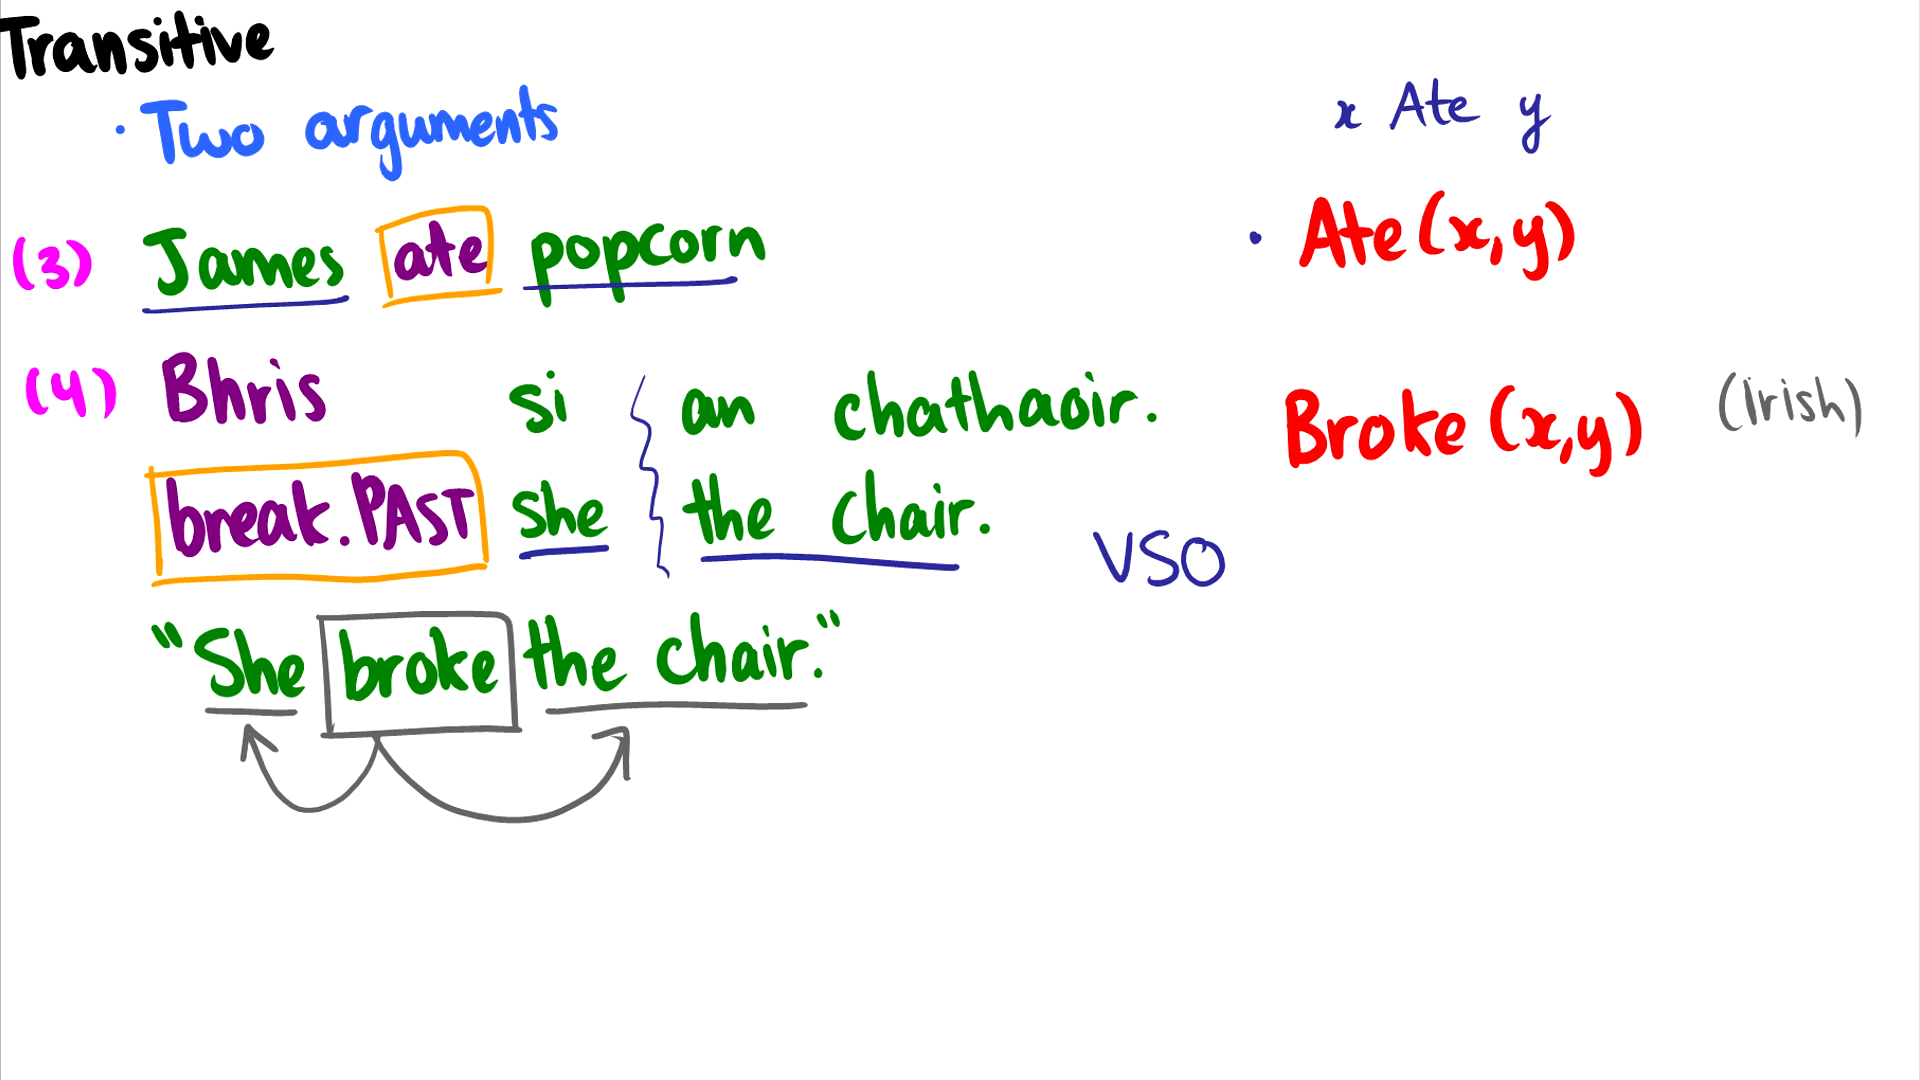 Transitive
· Two arguments
x Ate y
(3) James ate popcorn
· Ate(x,y)
(4) Bhris si an chathaoir.
Broke (x,y) (Irish)
break.PAST she the chair.
VSO
"She broke the chair."